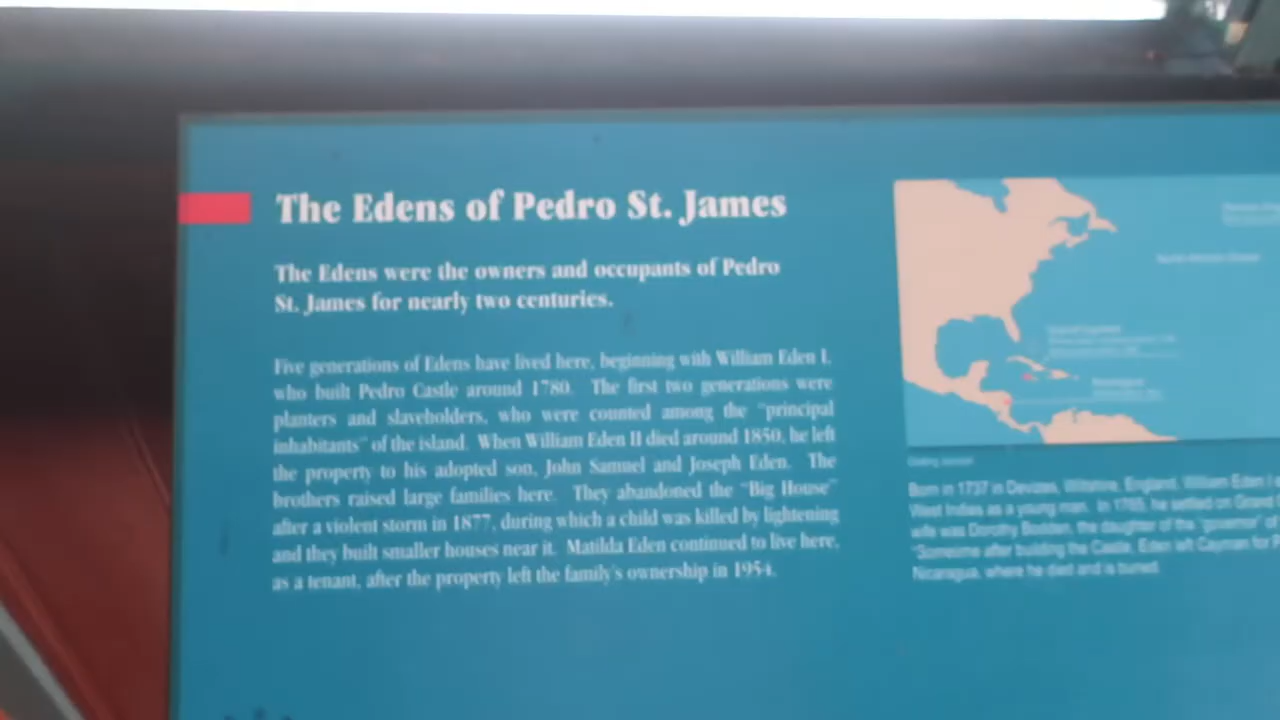 The Edens of Pedro St. James
The Edens were the owners and occupants of Pedro
St. James for nearly two centuries.
Five generations of Edens have lived here, beginning with William Eden I,
who built Pedro Castle around 1780. The first two generations were
planters and slaveholders, who were counted among the "principal
inhabitants" of the island. When William Eden II died around 1850, he left
the property to his adopted son, John Samuel and Joseph Eden. The
brothers raised large families here. They abandoned the "Big House"
after a violent storm in 1877, during which a child was killed by lightening
and they built smaller houses near it. Matilda Eden continued to live here,
as a tenant, after the property left the family's ownership in 1954.
Born in 1737 in Devizes, Wiltshire, England, William Eden I
West Indies as a young man. In 1765, he settled on Grand
wife was Dorothy Bodden, the daughter of the "governor" of
"Sometime after building the Castle, Eden left Cayman for
Nicaragua, where he died and is buried.